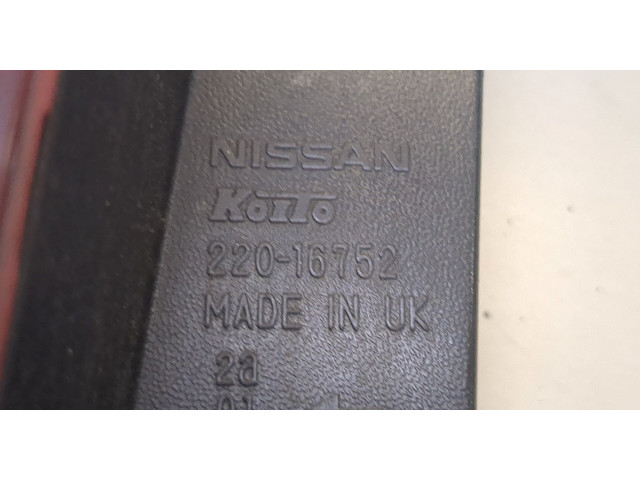 NISSAN
KoiTo
220-16752
MADE IN UK
2a